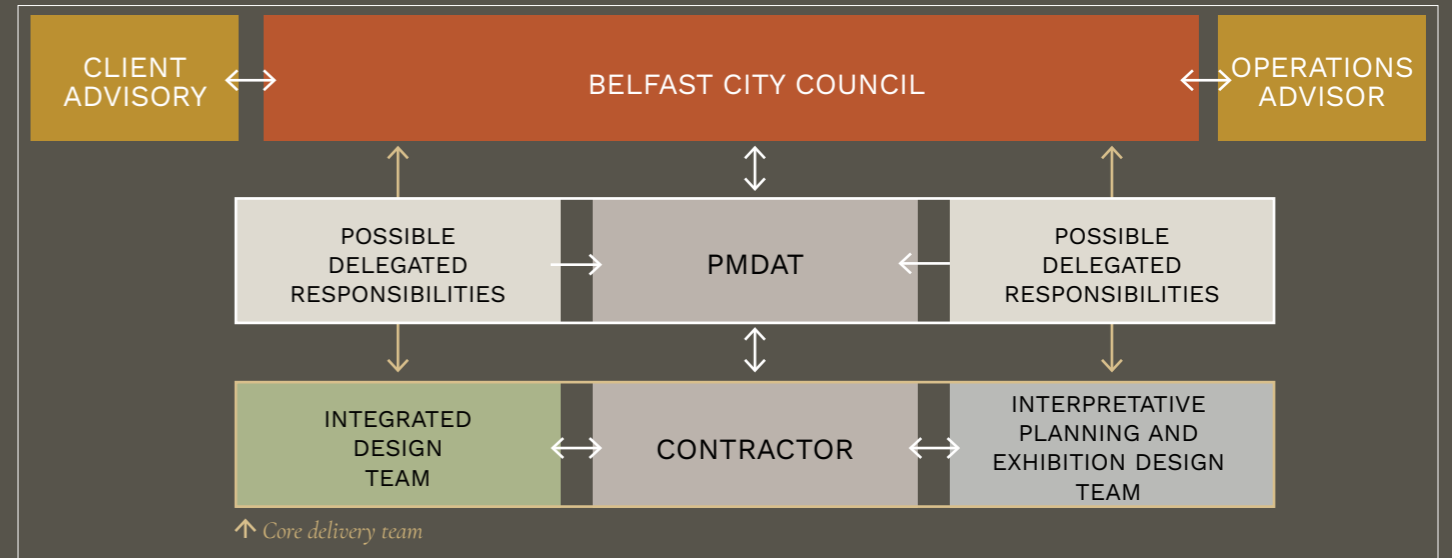 CLIENT
ADVISORY
BELFAST CITY COUNCIL
OPERATIONS
ADVISOR
POSSIBLE
DELEGATED
RESPONSIBILITIES
PMDAT
POSSIBLE
DELEGATED
RESPONSIBILITIES
INTEGRATED
DESIGN
TEAM
CONTRACTOR
INTERPRETATIVE
PLANNING AND
EXHIBITION DESIGN
TEAM
Core delivery team